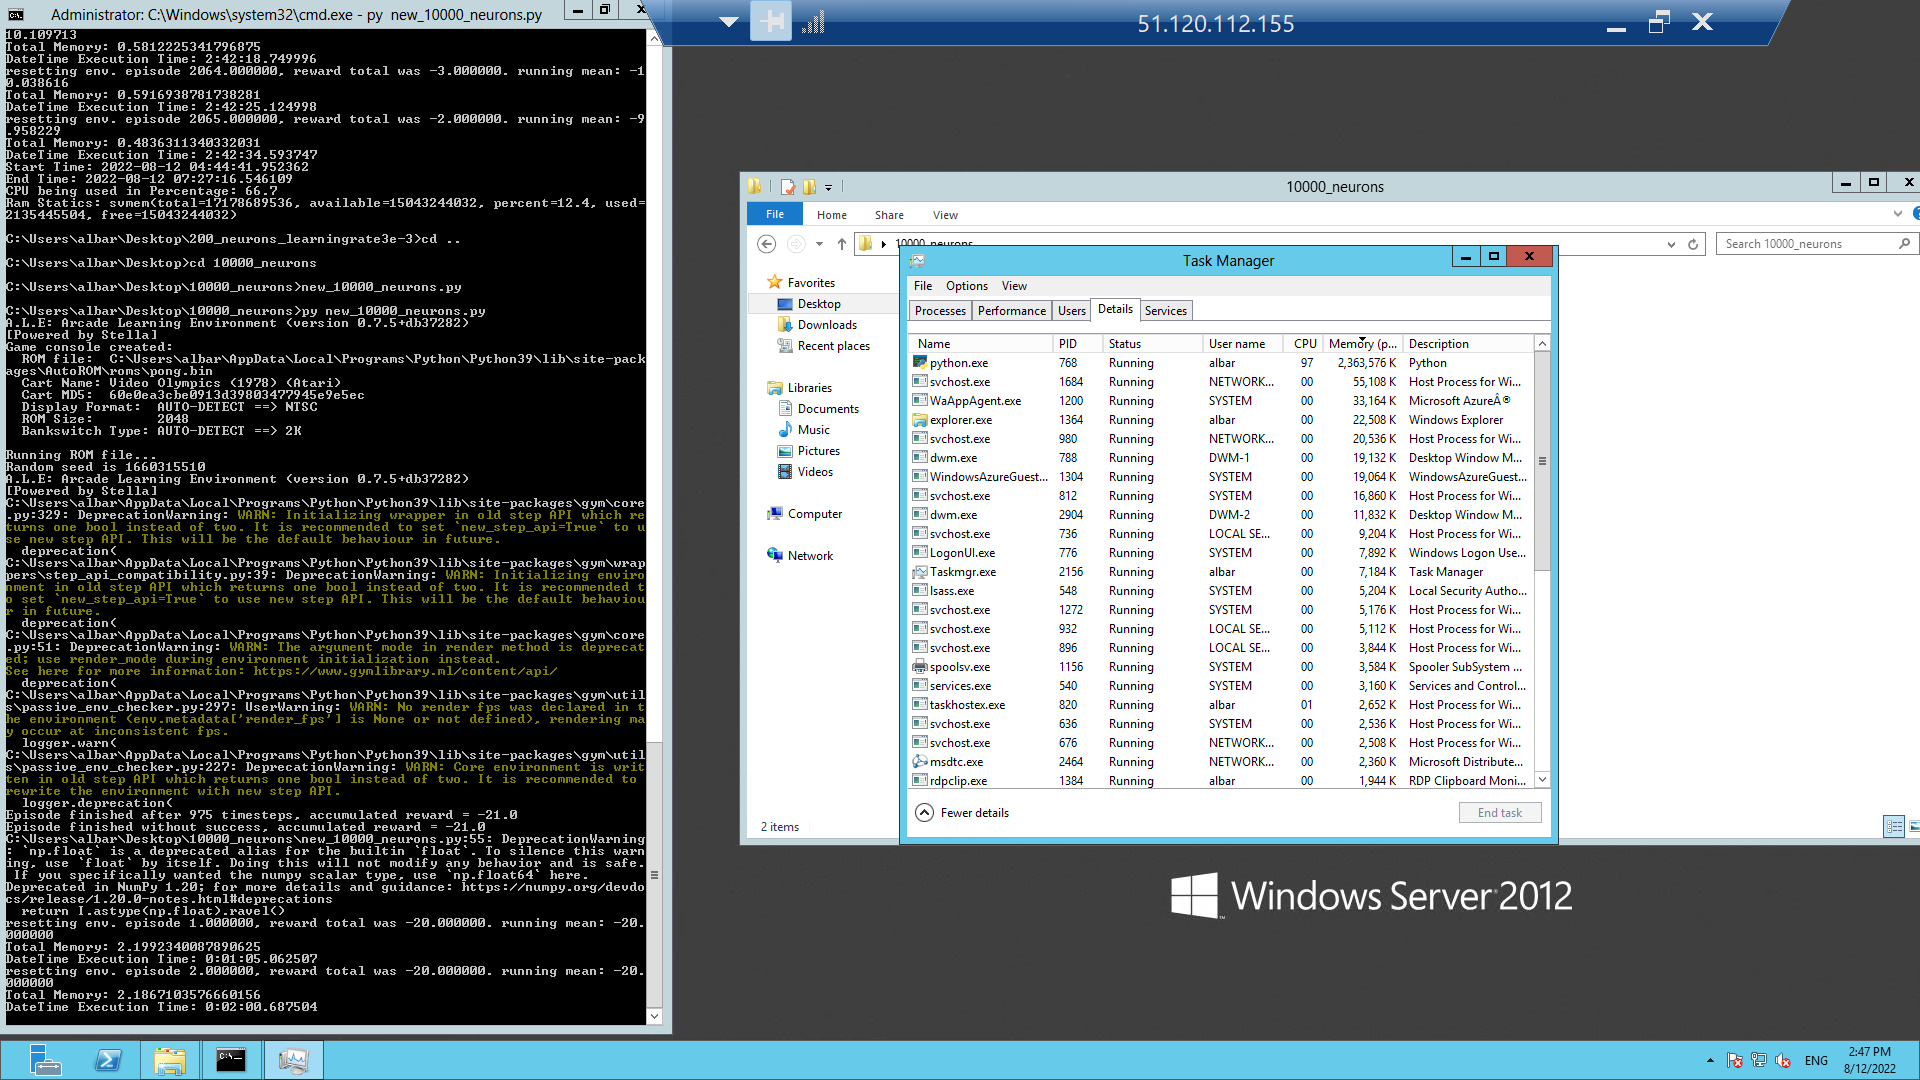 Administrator: C:\Windows\system32\cmd.exe - py  new_10000_neurons.py
10.109713
Total Memory: 0.5812225341796875
DateTime Execution Time: 2:42:18.749996
resetting env. episode 2064.000000, reward total was -3.000000. running mean: -1
0.038616
Total Memory: 0.5916938781738281
DateTime Execution Time: 2:42:25.124998
resetting env. episode 2065.000000, reward total was -2.000000. running mean: -9
.958229
Total Memory: 0.4836311340332031
DateTime Execution Time: 2:42:34.593747
Start Time: 2022-08-12 04:44:41.952362
End Time: 2022-08-12 07:27:16.546109
CPU being used in Percentage: 66.7
Ram Statics: svmem(total=17178689536, available=15043244032, percent=12.4, used=
2135445504, free=15043244032)
C:\Users\albar\Desktop\200_neurons_learningrate3e-3>cd ..
C:\Users\albar\Desktop>cd 10000_neurons
C:\Users\albar\Desktop\10000_neurons>new_10000_neurons.py
C:\Users\albar\Desktop\10000_neurons>py new_10000_neurons.py
A.L.E: Arcade Learning Environment (version 0.7.5+db37282)
[Powered by Stella]
Game console created:
  ROM file:  C:\Users\albar\AppData\Local\Programs\Python\Python39\lib\site-pack
ages\AutoROM\roms\pong.bin
  Cart Name: Video Olympics (1978) (Atari)
  Cart MD5:  60e0ea3cbe0913d39803477945e9e5ec
  Display Format:  AUTO-DETECT ==> NTSC
  ROM Size:        2048
  Bankswitch Type: AUTO-DETECT ==> 2K
Running ROM file...
Random seed is 1660315510
A.L.E: Arcade Learning Environment (version 0.7.5+db37282)
[Powered by Stella]
C:\Users\albar\AppData\Local\Programs\Python\Python39\lib\site-packages\gym\core
.py:329: DeprecationWarning: WARN: Initializing wrapper in old step API which re
turns one bool instead of two. It is recommended to set `new_step_api=True` to u
se new step API. This will be the default behaviour in future.
  deprecation(
C:\Users\albar\AppData\Local\Programs\Python\Python39\lib\site-packages\gym\wrap
pers\step_api_compatibility.py:39: DeprecationWarning: WARN: Initializing enviro
nment in old step API which returns one bool instead of two. It is recommended t
o set `new_step_api=True` to use new step API. This will be the default behaviou
r in future.
  deprecation(
C:\Users\albar\AppData\Local\Programs\Python\Python39\lib\site-packages\gym\core
.py:51: DeprecationWarning: WARN: The argument mode in render method is deprecat
ed; use render_mode during environment initialization instead.
See here for more information: https://www.gymlibrary.ml/content/api/
  deprecation(
C:\Users\albar\AppData\Local\Programs\Python\Python39\lib\site-packages\gym\util
s\passive_env_checker.py:297: UserWarning: WARN: No render fps was declared in t
he environment (env.metadata['render_fps'] is None or not defined), rendering ma
y occur at inconsistent fps.
  logger.warn(
C:\Users\albar\AppData\Local\Programs\Python\Python39\lib\site-packages\gym\util
s\passive_env_checker.py:227: DeprecationWarning: WARN: Core environment is writ
ten in old step API which returns one bool instead of two. It is recommended to
rewrite the environment with new step API.
  logger.deprecation(
Episode finished after 975 timesteps, accumulated reward = -21.0
Episode finished without success, accumulated reward = -21.0
C:\Users\albar\Desktop\10000_neurons\new_10000_neurons.py:55: DeprecationWarning
: `np.float` is a deprecated alias for the builtin `float`. To silence this warn
ing, use `float` by itself. Doing this will not modify any behavior and is safe.
 If you specifically wanted the numpy scalar type, use `np.float64` here.
Deprecated in NumPy 1.20; for more details and guidance: https://numpy.org/devdo
cs/release/1.20.0-notes.html#deprecations
  return I.astype(np.float).ravel()
resetting env. episode 1.000000, reward total was -20.000000. running mean: -20.
000000
Total Memory: 2.1992340087890625
DateTime Execution Time: 0:01:05.062507
resetting env. episode 2.000000, reward total was -20.000000. running mean: -20.
000000
Total Memory: 2.1867103576660156
DateTime Execution Time: 0:02:00.687504
51.120.112.155
10000_neurons
File Home Share View
10000_neurons
Search 10000_neurons
Favorites
Desktop
Downloads
Recent places
Libraries
Documents
Music
Pictures
Videos
Computer
Network
2 items
Task Manager
File Options View
Processes Performance Users Details Services
Name PID Status User name CPU Memory (p... Description
python.exe 768 Running albar 97 2,363,576 K Python
svchost.exe 1684 Running NETWORK... 00 55,108 K Host Process for Wi...
WaAppAgent.exe 1200 Running SYSTEM 00 33,164 K Microsoft AzureÂ®
explorer.exe 1364 Running albar 00 22,508 K Windows Explorer
svchost.exe 980 Running NETWORK... 00 20,536 K Host Process for Wi...
dwm.exe 788 Running DWM-1 00 19,132 K Desktop Window M...
WindowsAzureGuest... 1304 Running SYSTEM 00 19,064 K WindowsAzureGuest...
svchost.exe 812 Running SYSTEM 00 16,860 K Host Process for Wi...
dwm.exe 2904 Running DWM-2 00 11,832 K Desktop Window M...
svchost.exe 736 Running LOCAL SE... 00 9,204 K Host Process for Wi...
LogonUI.exe 776 Running SYSTEM 00 7,892 K Windows Logon Use...
Taskmgr.exe 2156 Running albar 00 7,184 K Task Manager
lsass.exe 548 Running SYSTEM 00 5,204 K Local Security Autho...
svchost.exe 1272 Running SYSTEM 00 5,176 K Host Process for Wi...
svchost.exe 932 Running LOCAL SE... 00 5,112 K Host Process for Wi...
svchost.exe 896 Running LOCAL SE... 00 3,844 K Host Process for Wi...
spoolsv.exe 1156 Running SYSTEM 00 3,584 K Spooler SubSystem ...
services.exe 540 Running SYSTEM 00 3,160 K Services and Control...
taskhostex.exe 820 Running albar 01 2,652 K Host Process for Wi...
svchost.exe 636 Running SYSTEM 00 2,536 K Host Process for Wi...
svchost.exe 676 Running NETWORK... 00 2,508 K Host Process for Wi...
msdtc.exe 2464 Running NETWORK... 00 2,360 K Microsoft Distribute...
rdpclip.exe 1384 Running albar 00 1,944 K RDP Clipboard Moni...
Fewer details
End task
Windows Server 2012
ENG
2:47 PM
8/12/2022